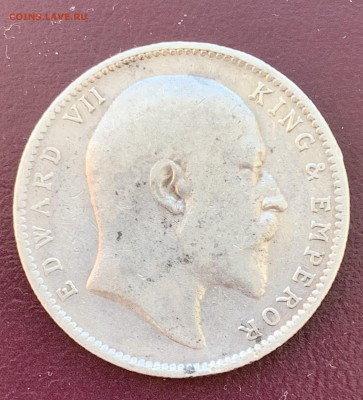 COINS.LAVE.RU
EDWARD VII KING & EMPEROR